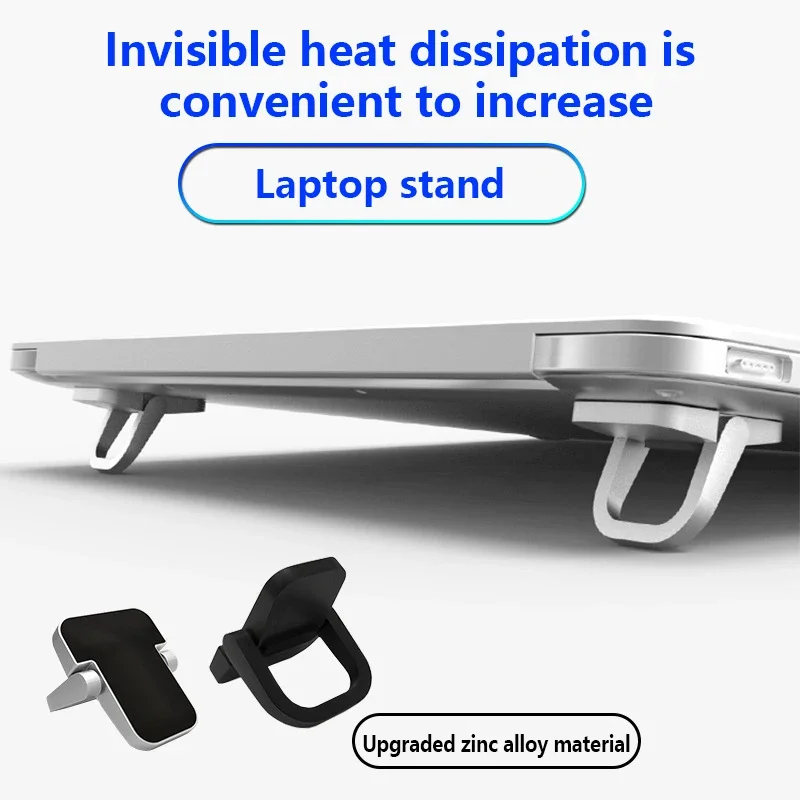 Invisible heat dissipation is
convenient to increase
Laptop stand
Upgraded zinc alloy material